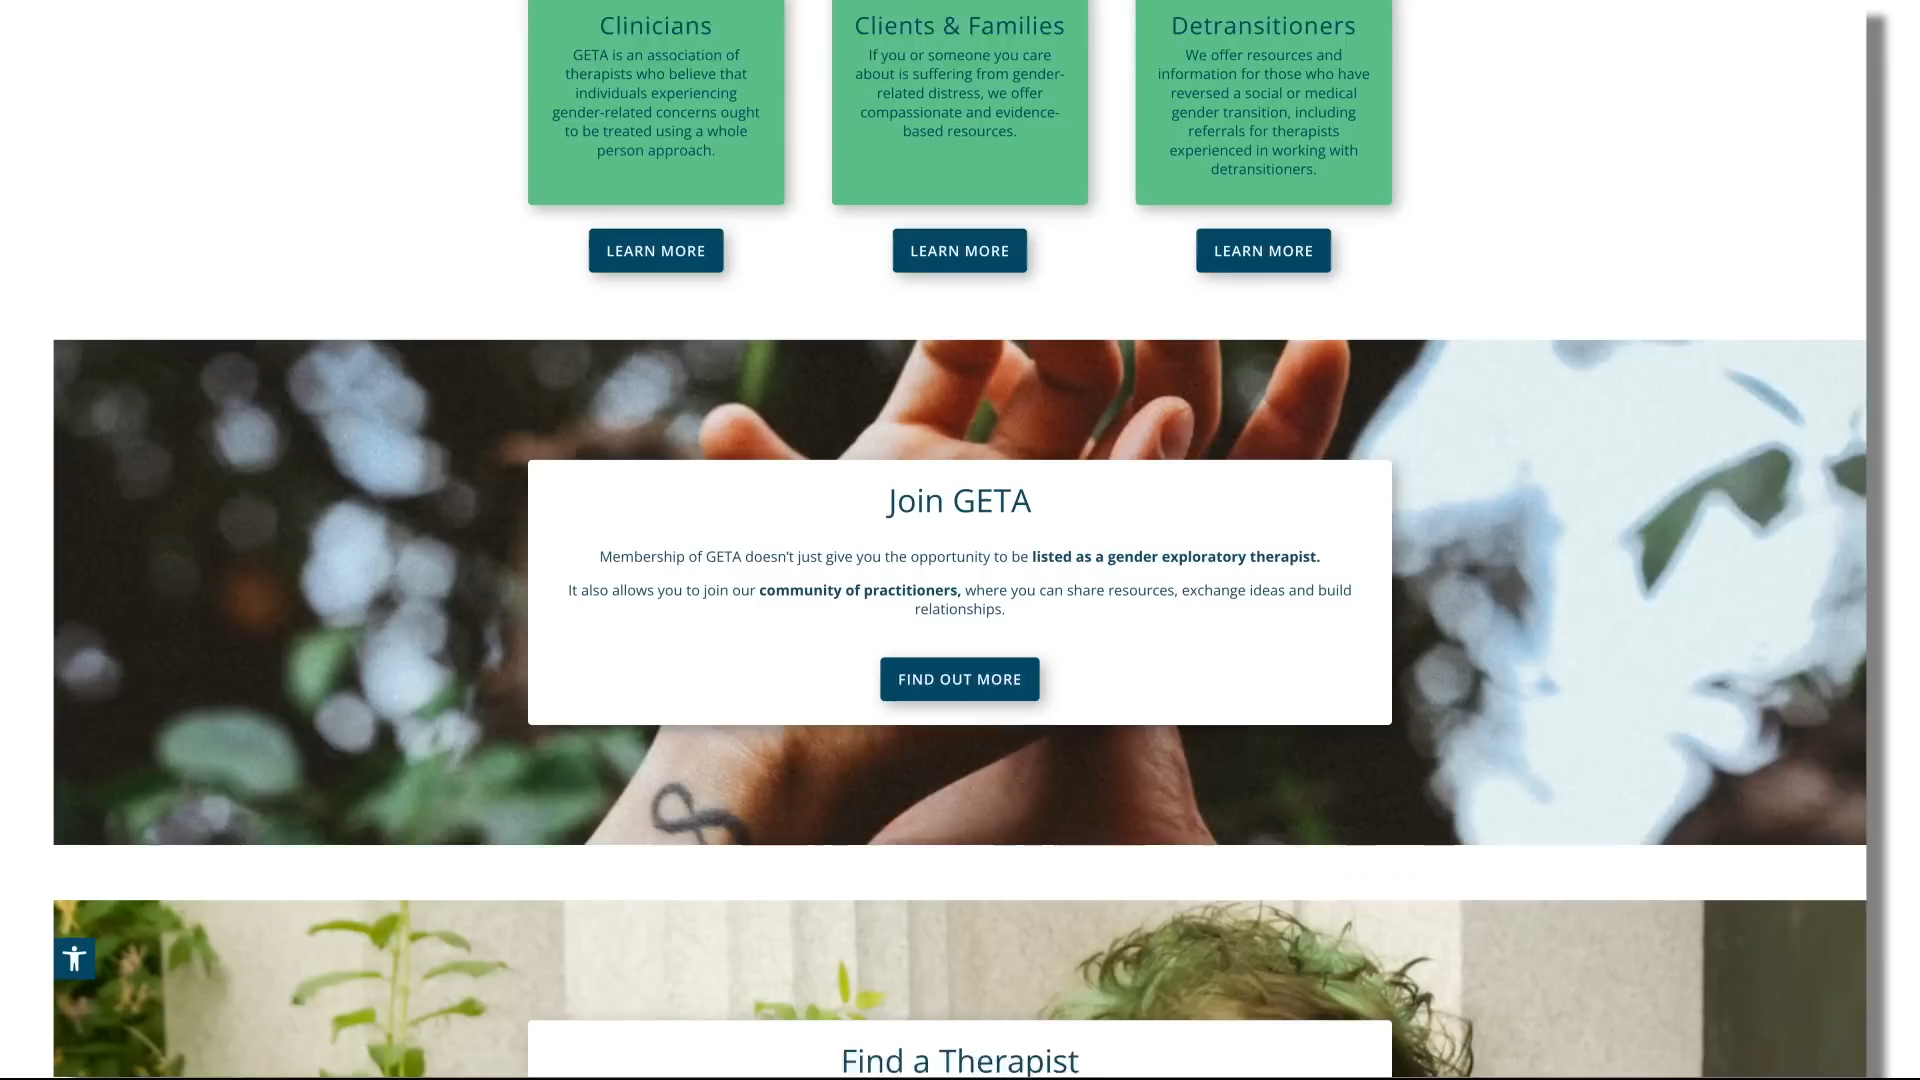 Clinicians
GETA is an association of
therapists who believe that
individuals experiencing
gender-related concerns ought
to be treated using a whole
person approach.
LEARN MORE
Clients & Families
If you or someone you care
about is suffering from gender-
related distress, we offer
compassionate and evidence-
based resources.
LEARN MORE
Detransitioners
We offer resources and
information for those who have
reversed a social or medical
gender transition, including
referrals for therapists
experienced in working with
detransitioners.
LEARN MORE
Join GETA
Membership of GETA doesn't just give you the opportunity to be listed as a gender exploratory therapist.
It also allows you to join our community of practitioners, where you can share resources, exchange ideas and build
relationships.
FIND OUT MORE
Find a Therapist